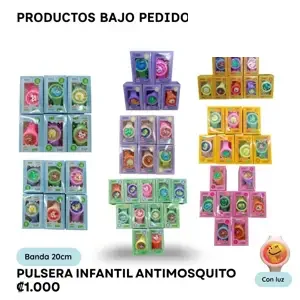 PRODUCTOS BAJO PEDIDO
Banda 20cm
PULSERA INFANTIL ANTIMOSQUITO
₡1.000
Con luz